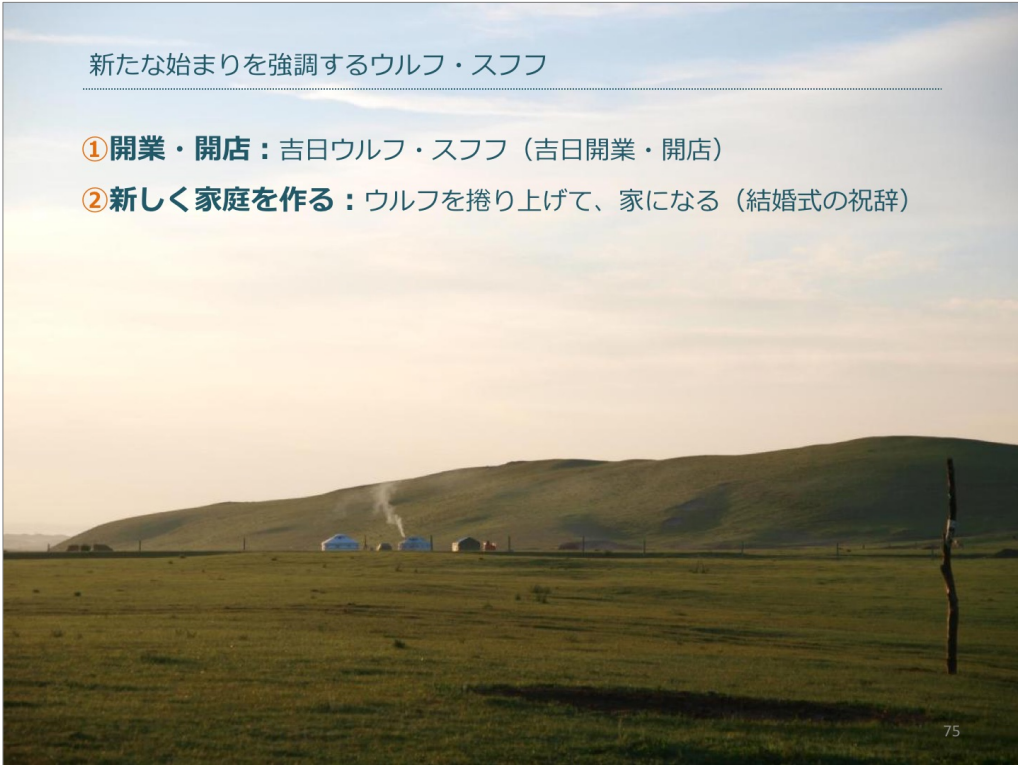 新たな始まりを強調するウルフ・スフフ
①開業・開店：吉日ウルフ・スフフ（吉日開業・開店）
②新しく家庭を作る：ウルフを捲り上げて、家になる（結婚式の祝辞）
75